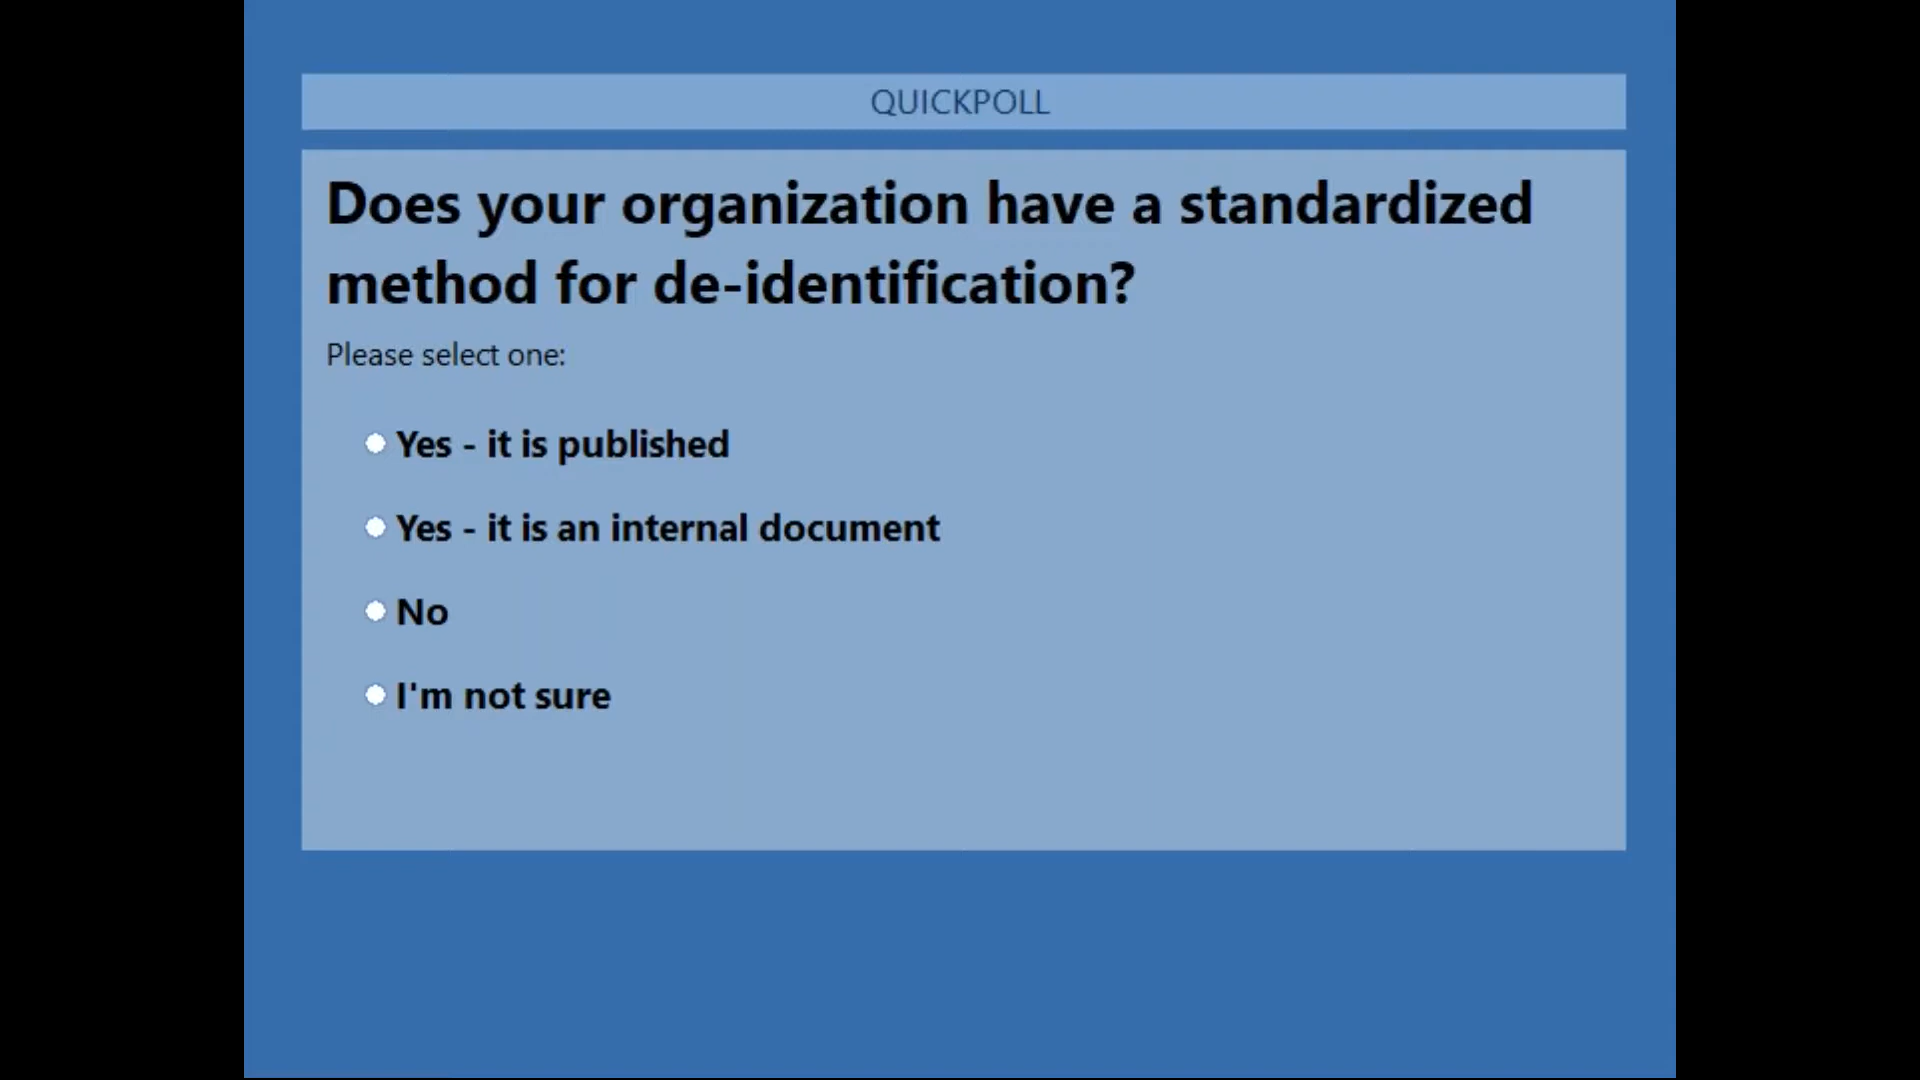 QUICKPOLL
Does your organization have a standardized
method for de-identification?
Please select one:
Yes - it is published
Yes - it is an internal document
No
I'm not sure